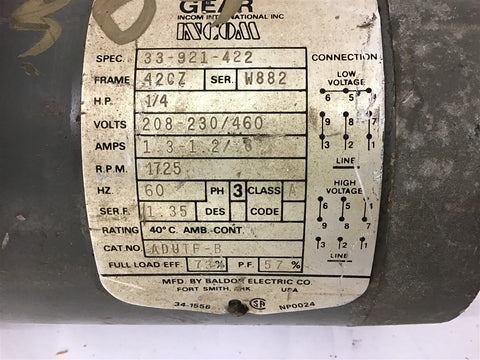 GEAR
INCOM INTERNATIONAL INC
INCOM
SPEC. 33-921-422
FRAME 42CZ SER. W882
H.P. 1/4
VOLTS 208-230/460
AMPS 1.3-1.2/.6
R.P.M. 1725
HZ 60 PH 3 CLASS A
SER.F. 1.35 DES CODE
RATING 40°C. AMB. CONT.
CAT.NO.
FULL LOAD EFF. 73% P.F. 57%
MFD. BY BALDOR ELECTRIC CO.
FORT SMITH, ARK USA
34-1556 SA NP0024
CONNECTION
LOW
VOLTAGE
6 5 4
9 8 7
3 2 1
LINE
HIGH
VOLTAGE
6 5 4
9 8 7
3 2 1
LINE